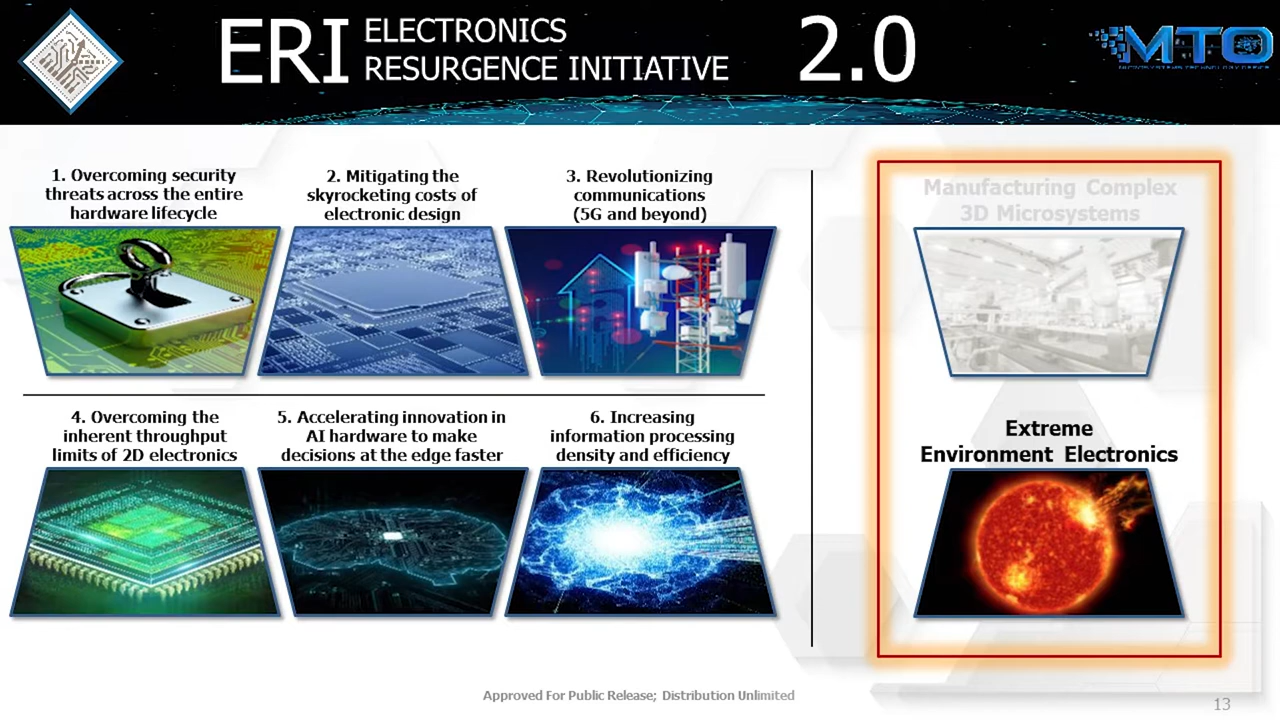 ERI
ELECTRONICS
RESURGENCE INITIATIVE
2.0
MTO
1. Overcoming security
threats across the entire
hardware lifecycle
2. Mitigating the
skyrocketing costs of
electronic design
3. Revolutionizing
communications
(5G and beyond)
Manufacturing Complex
3D Microsystems
4. Overcoming the
inherent throughput
limits of 2D electronics
5. Accelerating innovation in
AI hardware to make
decisions at the edge faster
6. Increasing
information processing
density and efficiency
Extreme
Environment Electronics
Approved For Public Release; Distribution Unlimited
13